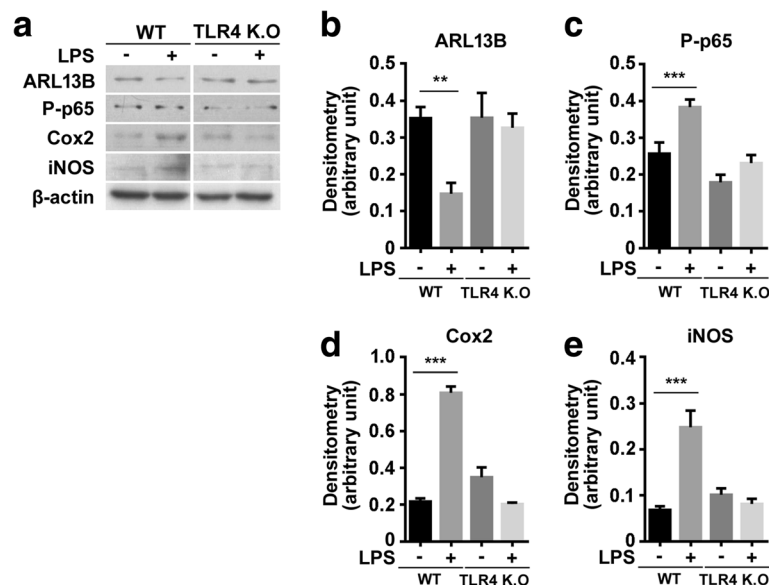 a
WT TLR4 K.O
LPS - + - +
ARL13B
P-p65
Cox2
iNOS
β-actin
b
ARL13B
**
Densitometry
(arbitrary unit)
0.5
0.4
0.3
0.2
0.1
0
LPS - + - +
WT TLR4 K.O
c
P-p65
***
Densitometry
(arbitrary unit)
0.5
0.4
0.3
0.2
0.1
0
LPS - + - +
WT TLR4 K.O
d
Cox2
***
Densitometry
(arbitrary unit)
1.0
0.8
0.6
0.4
0.2
0
LPS - + - +
WT TLR4 K.O
e
iNOS
***
Densitometry
(arbitrary unit)
0.4
0.3
0.2
0.1
0
LPS - + - +
WT TLR4 K.O